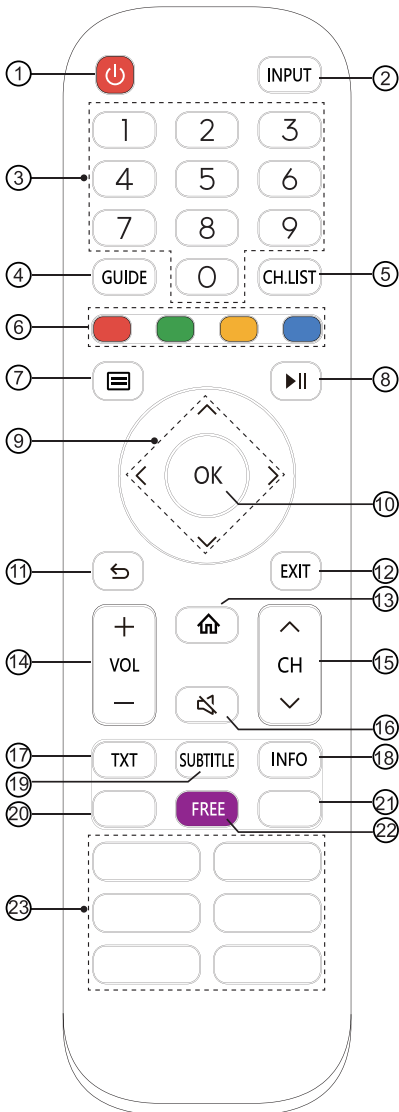 ① INPUT ②
1 2 3
③ 4 5 6
7 8 9
④ GUIDE 0 CH.LIST ⑤
⑥
⑦ ⑧
⑨
OK
⑩
⑪ EXIT ⑫
⑬
+
⑭ VOL CH ⑮
−
⑯
⑰ TXT SUBTITLE INFO ⑱
⑲
⑳ FREE ㉑
㉒
㉓